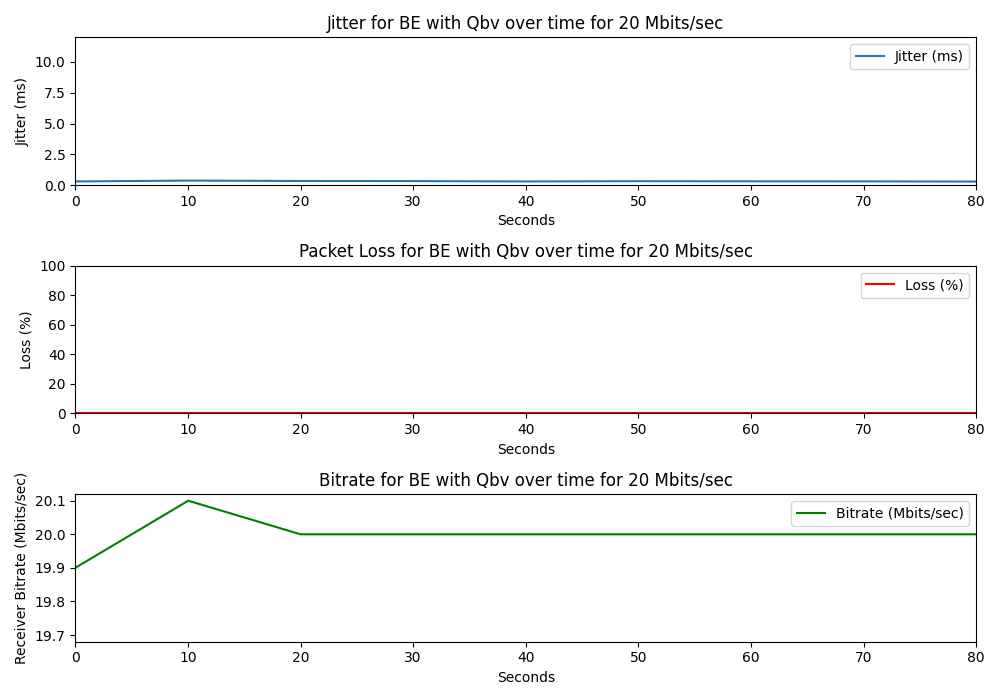 Jitter for BE with Qbv over time for 20 Mbits/sec
Jitter (ms)
Jitter (ms)
10.0
7.5
5.0
2.5
0.0
0 10 20 30 40 50 60 70 80
Seconds
Packet Loss for BE with Qbv over time for 20 Mbits/sec
Loss (%)
Loss (%)
100
80
60
40
20
0
0 10 20 30 40 50 60 70 80
Seconds
Bitrate for BE with Qbv over time for 20 Mbits/sec
Receiver Bitrate (Mbits/sec)
Bitrate (Mbits/sec)
20.1
20.0
19.9
19.8
19.7
0 10 20 30 40 50 60 70 80
Seconds